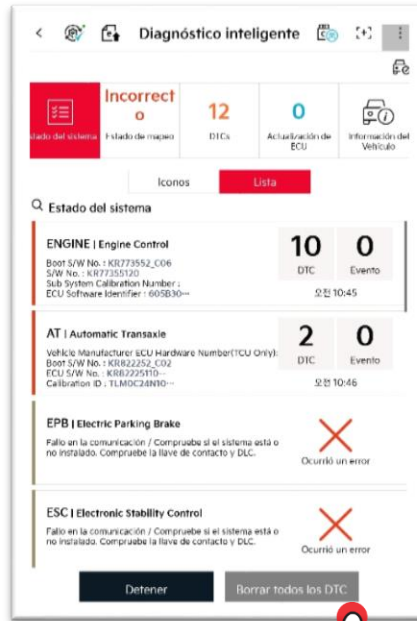 Diagnóstico inteligente
Incorrecto
12
0
stado del sistema
Estado de mapeo
DTCs
Actualización de ECU
Información del Vehículo
Iconos
Lista
Estado del sistema
ENGINE | Engine Control
Boot S/W No. : KR773552_C06
S/W No. : KR77355120
Sub System Calibration Number :
ECU Software Identifier : 605B30···
10
DTC
0
Evento
오전 10:45
AT | Automatic Transaxle
Vehicle Manufacturer ECU Hardware Number(TCU Only):
Boot S/W No. : KR822252_C02
ECU S/W No. : KR82225110···
Calibration ID : TLM0C24N10···
2
DTC
0
Evento
오전 10:46
EPB | Electric Parking Brake
Fallo en la comunicación / Compruebe si el sistema está o
no instalado. Compruebe la llave de contacto y DLC.
Ocurrió un error
ESC | Electronic Stability Control
Fallo en la comunicación / Compruebe si el sistema está o
no instalado. Compruebe la llave de contacto y DLC.
Ocurrió un error
Detener
Borrar todos los DTC